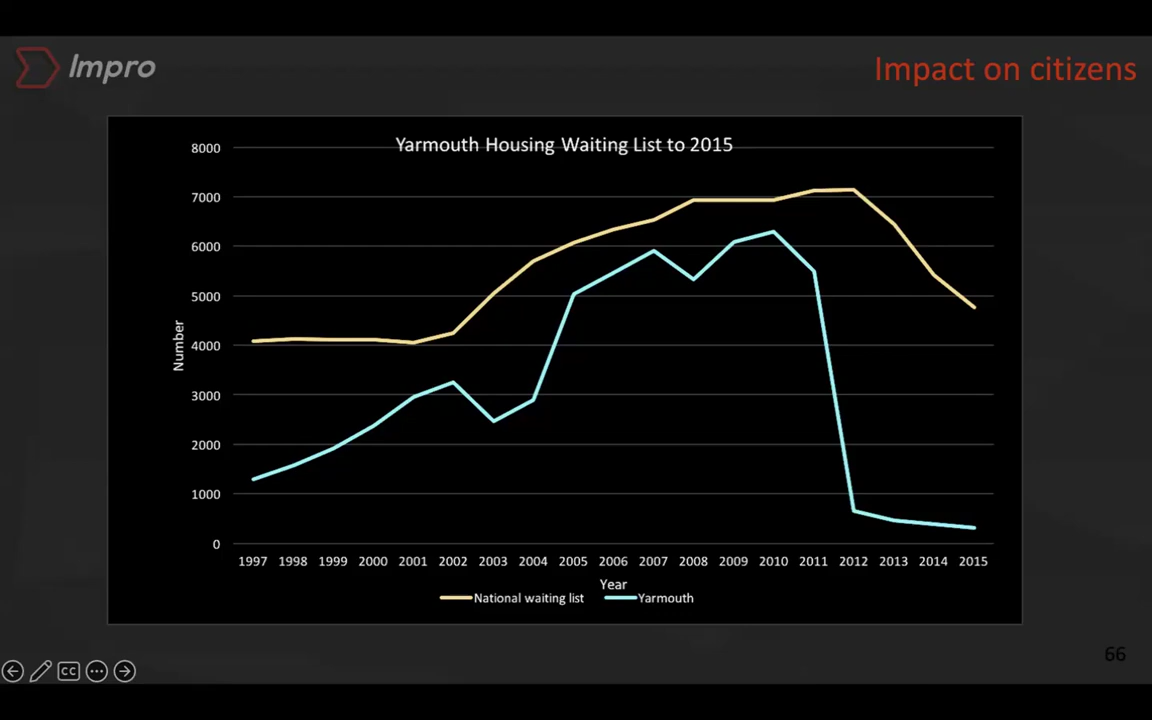 Impro
Impact on citizens
Yarmouth Housing Waiting List to 2015
8000
7000
6000
5000
4000
3000
2000
1000
0
Number
1997 1998 1999 2000 2001 2002 2003 2004 2005 2006 2007 2008 2009 2010 2011 2012 2013 2014 2015
Year
National waiting list Yarmouth
66
CC